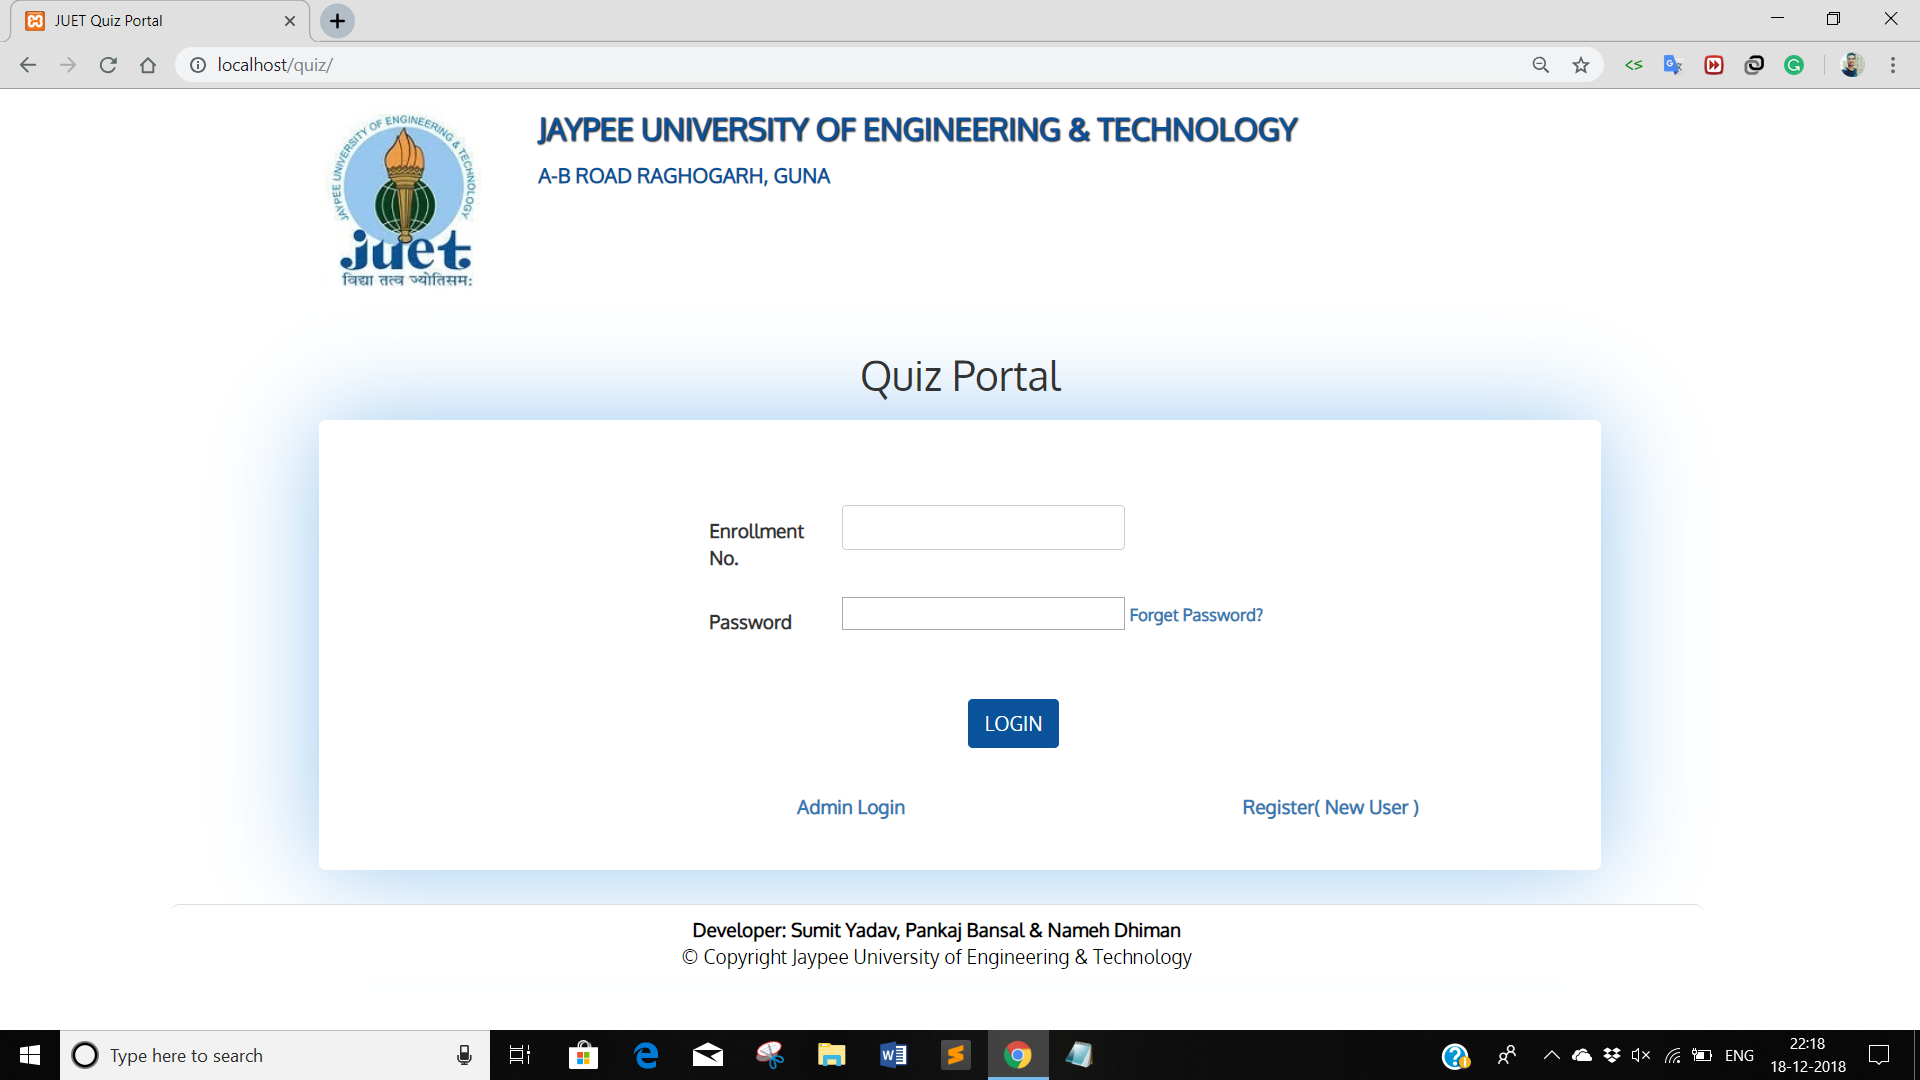 JUET Quiz Portal
localhost/quiz/
JAYPEE UNIVERSITY OF ENGINEERING & TECHNOLOGY
juet
विद्या तत्व ज्योतिसम:
JAYPEE UNIVERSITY OF ENGINEERING & TECHNOLOGY
A-B ROAD RAGHOGARH, GUNA
Quiz Portal
Enrollment
No.
Password
Forget Password?
LOGIN
Admin Login
Register( New User )
Developer: Sumit Yadav, Pankaj Bansal & Nameh Dhiman
© Copyright Jaypee University of Engineering & Technology
Type here to search
ENG
22:18
18-12-2018